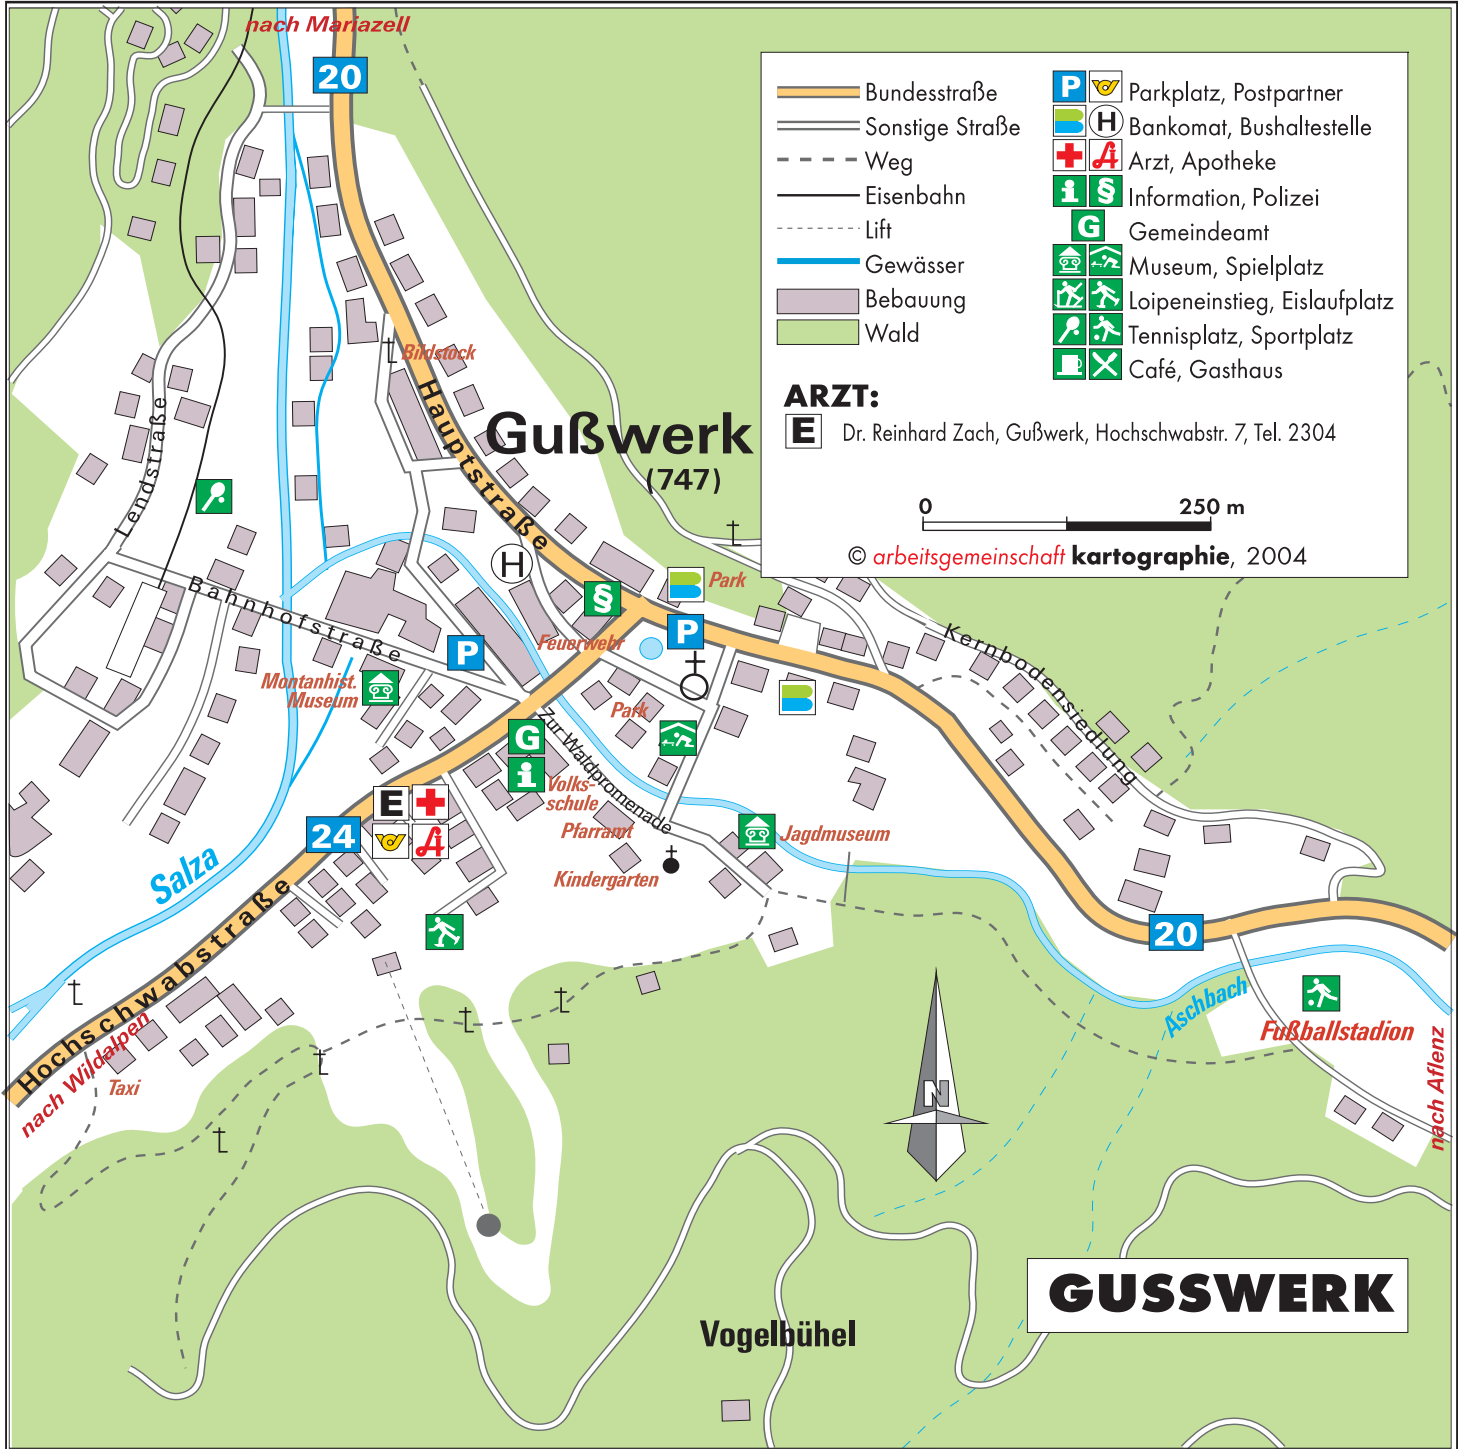 nach Mariazell
20
Bundesstraße
Sonstige Straße
Weg
Eisenbahn
Lift
Gewässer
Bebauung
Wald
P
Parkplatz, Postpartner
H
Bankomat, Bushaltestelle
Arzt, Apotheke
i §
Information, Polizei
G
Gemeindeamt
Museum, Spielplatz
Loipeneinstieg, Eislaufplatz
Tennisplatz, Sportplatz
Café, Gasthaus
ARZT:
E
Dr. Reinhard Zach, Gußwerk, Hochschwabstr. 7, Tel. 2304
0
250 m
© arbeitsgemeinschaft kartographie, 2004
Bildstock
Hauptstraße
Gußwerk
(747)
Lendstraße
H
Bahnhofstraße
§
Park
P
Feuerwehr
P
Kernbodensiedlung
Montanhist.
Museum
Park
G
i
Zur Waldpromenade
Volks-
schule
E
24
Pfarramt
Jagdmuseum
Kindergarten
Salza
20
Hochschwabstraße
Aschbach
Fußballstadion
nach Wildalpen
Taxi
nach Aflenz
N
GUSSWERK
Vogelbühel